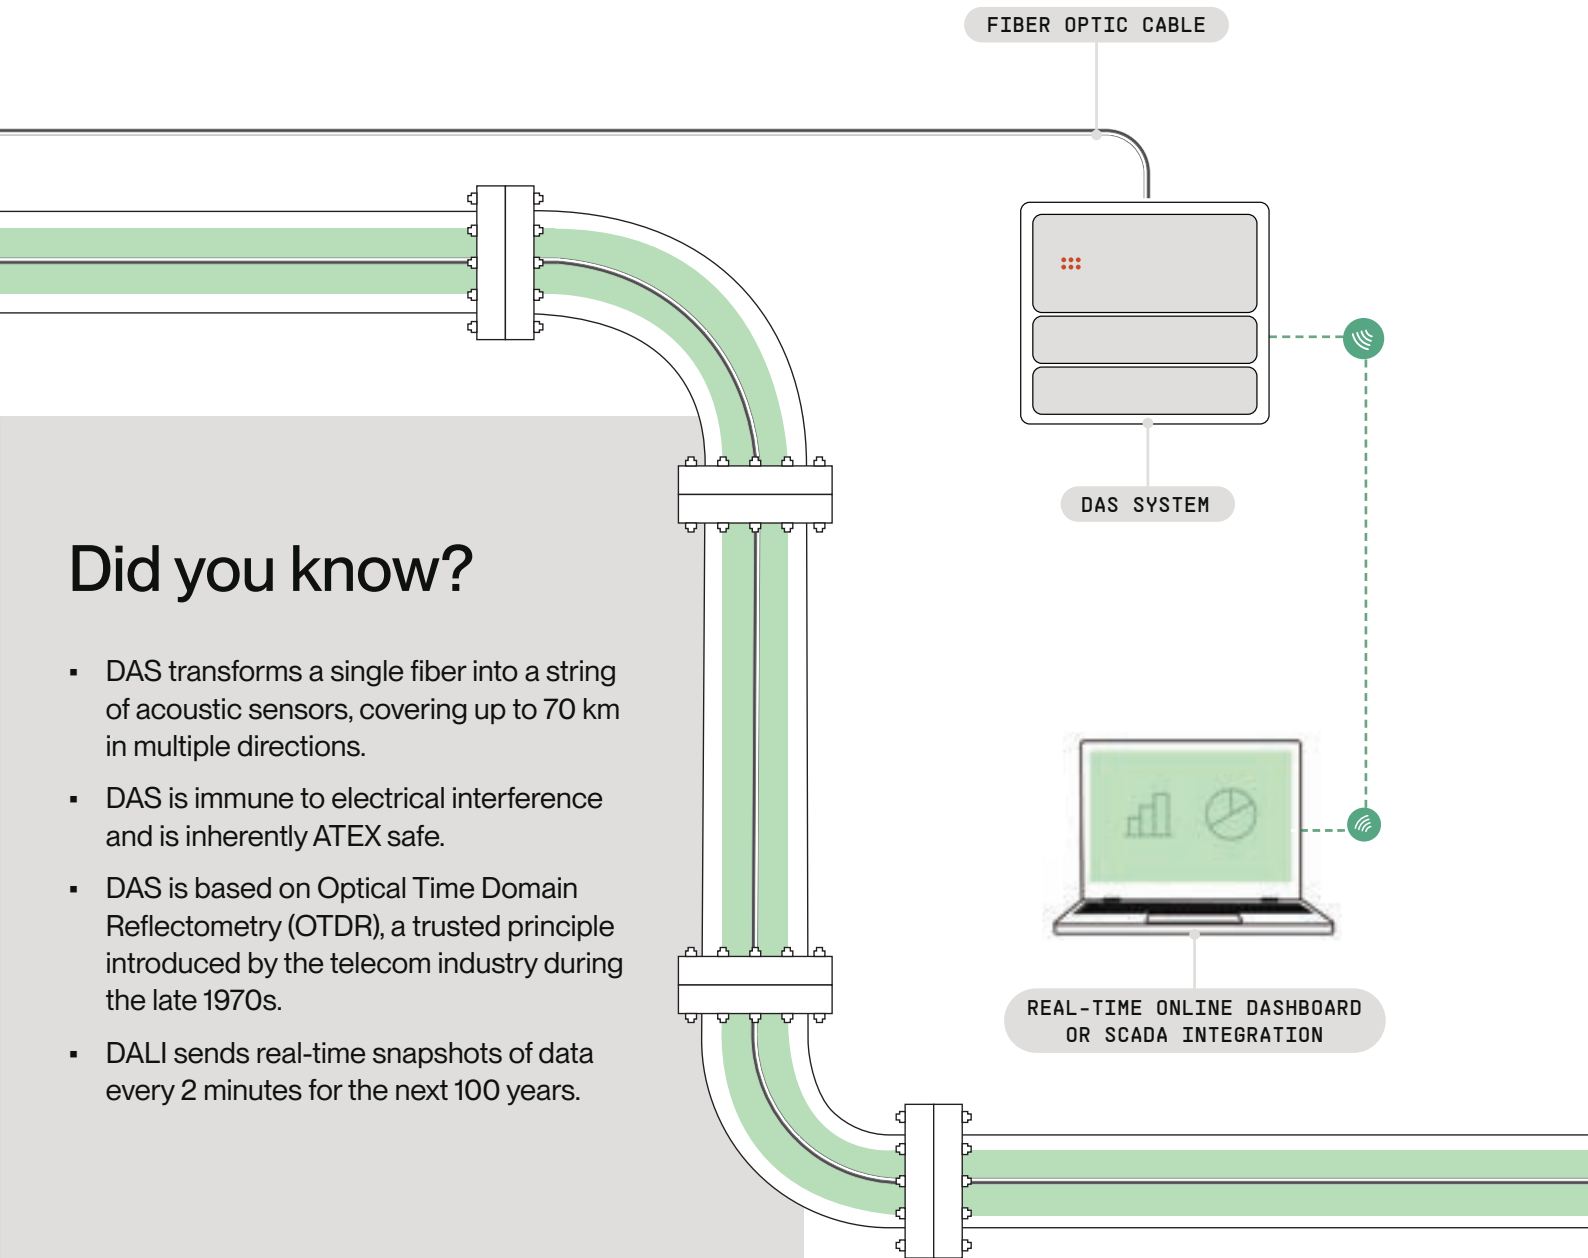 FIBER OPTIC CABLE
DAS SYSTEM
Did you know?
▪ DAS transforms a single fiber into a string
of acoustic sensors, covering up to 70 km
in multiple directions.
▪ DAS is immune to electrical interference
and is inherently ATEX safe.
▪ DAS is based on Optical Time Domain
Reflectometry (OTDR), a trusted principle
introduced by the telecom industry during
the late 1970s.
▪ DALI sends real-time snapshots of data
every 2 minutes for the next 100 years.
REAL-TIME ONLINE DASHBOARD
OR SCADA INTEGRATION